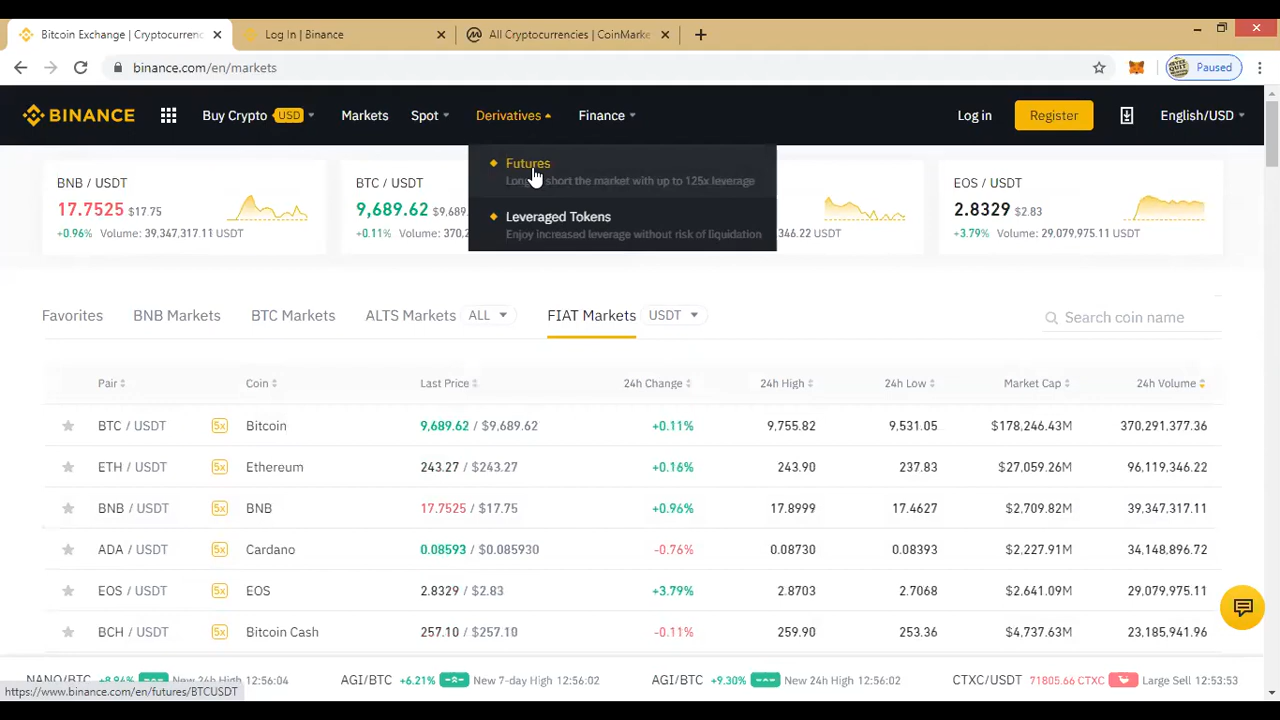 Bitcoin Exchange | Cryptocurrenc
Log In | Binance
All Cryptocurrencies | CoinMarke
binance.com/en/markets
Paused
BINANCE
Buy Crypto USD
Markets
Spot
Derivatives
Finance
Log in
Register
English/USD
Futures
short the market with up to 125x leverage
Leveraged Tokens
Enjoy increased leverage without risk of liquidation
BNB / USDT
17.7525 $17.75
+0.96% Volume: 39,347,317.11 USDT
BTC / USDT
9,689.62 $9,689.
+0.11% Volume: 370.2
346.22 USDT
EOS / USDT
2.8329 $2.83
+3.79% Volume: 29,079,975.11 USDT
Favorites BNB Markets BTC Markets ALTS Markets ALL FIAT Markets USDT Search coin name
Pair Coin Last Price 24h Change 24h High 24h Low Market Cap 24h Volume
BTC / USDT 5x Bitcoin 9,689.62 / $9,689.62 +0.11% 9,755.82 9,531.05 $178,246.43M 370,291,377.36
ETH / USDT 5x Ethereum 243.27 / $243.27 +0.16% 243.90 237.83 $27,059.26M 96,119,346.22
BNB / USDT 5x BNB 17.7525 / $17.75 +0.96% 17.8999 17.4627 $2,709.82M 39,347,317.11
ADA / USDT 5x Cardano 0.08593 / $0.085930 -0.76% 0.08730 0.08393 $2,227.91M 34,148,896.72
EOS / USDT 5x EOS 2.8329 / $2.83 +3.79% 2.8703 2.7068 $2,641.09M 29,079,975.11
BCH / USDT 5x Bitcoin Cash 257.10 / $257.10 -0.11% 259.90 253.36 $4,737.63M 23,185,941.96
NANO/BTC +8.96% New 24h High 12:56:04 AGI/BTC +6.21% New 7-day High 12:56:02 AGI/BTC +9.30% New 24h High 12:56:02 CTXC/USDT 71805.66 CTXC Large Sell 12:53:53
https://www.binance.com/en/futures/BTCUSDT